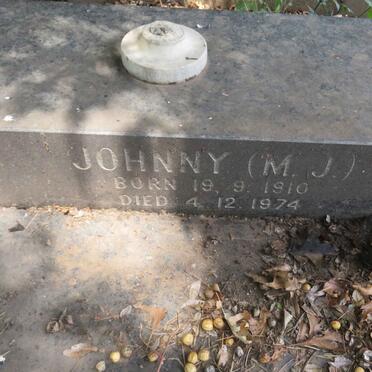 JOHNNY (M. J.)
BORN 19. 9. 1910
DIED 4. 12. 1974